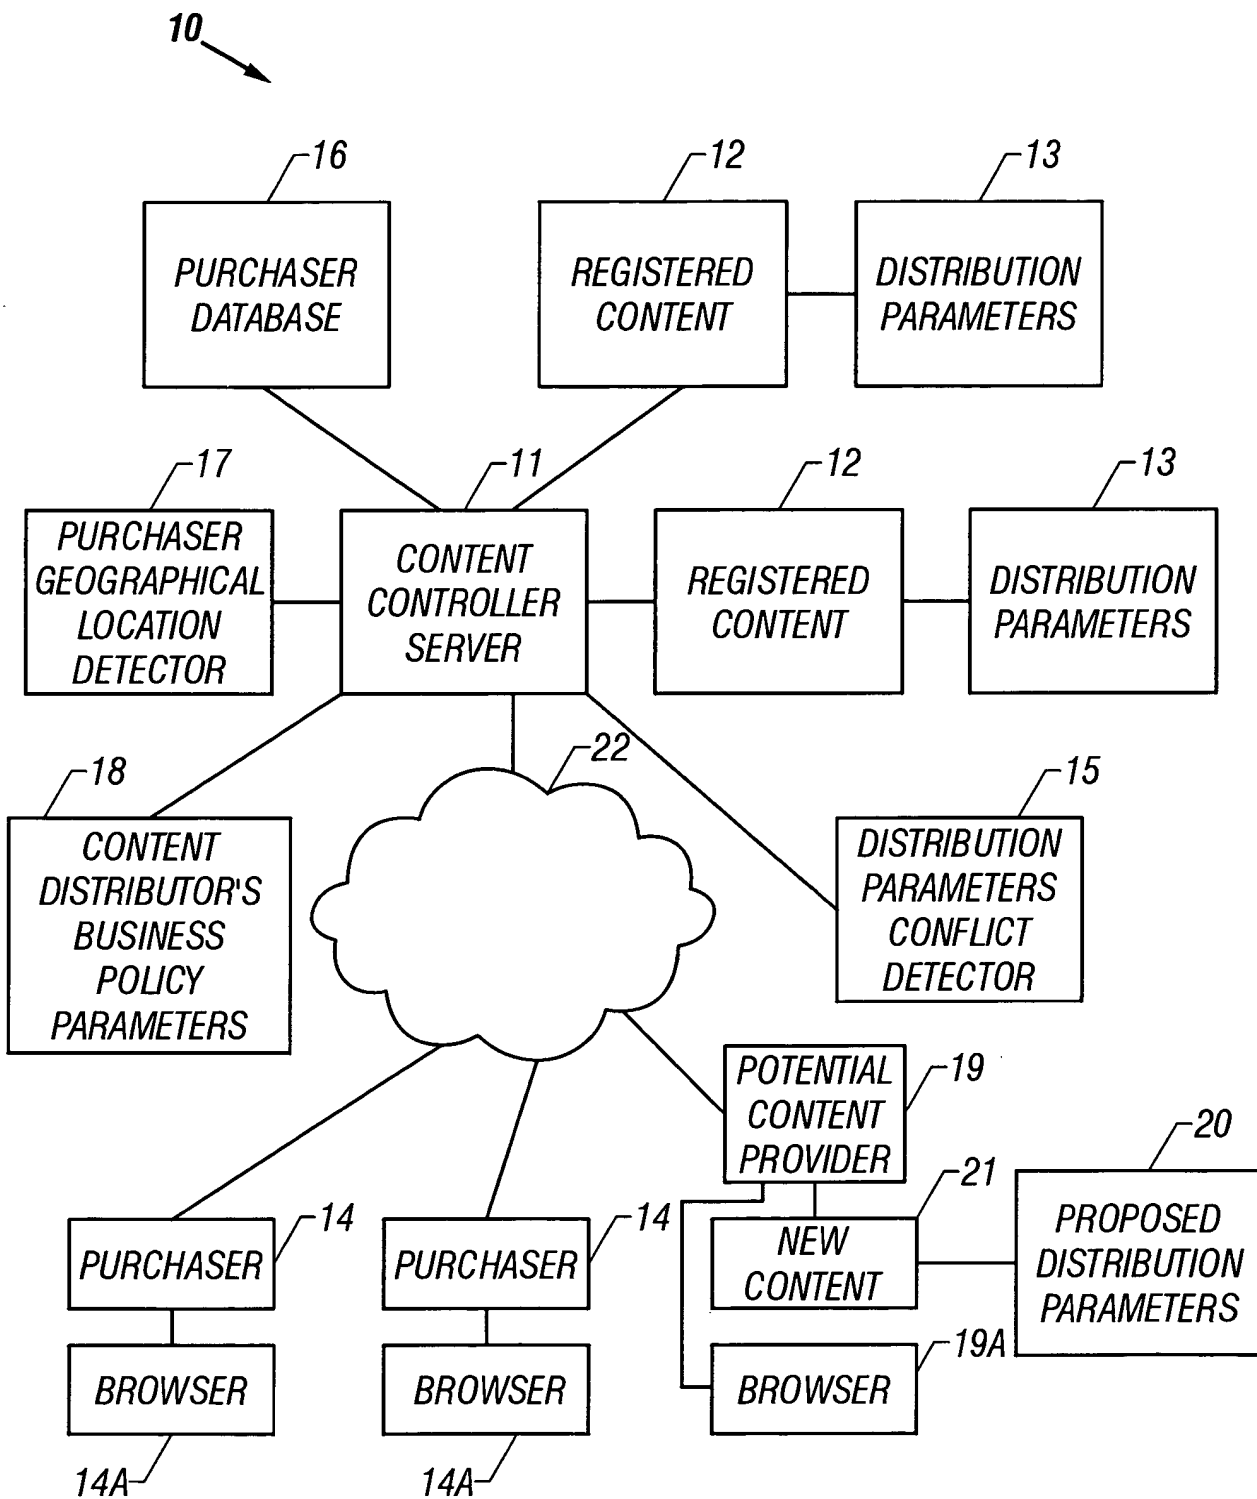 10
16
12
13
PURCHASER
DATABASE
REGISTERED
CONTENT
DISTRIBUTION
PARAMETERS
17
11
12
13
PURCHASER
GEOGRAPHICAL
LOCATION
DETECTOR
CONTENT
CONTROLLER
SERVER
REGISTERED
CONTENT
DISTRIBUTION
PARAMETERS
18
22
15
CONTENT
DISTRIBUTOR'S
BUSINESS
POLICY
PARAMETERS
DISTRIBUTION
PARAMETERS
CONFLICT
DETECTOR
POTENTIAL
CONTENT
PROVIDER
19
20
21
14
14
PURCHASER
PURCHASER
NEW
CONTENT
PROPOSED
DISTRIBUTION
PARAMETERS
BROWSER
BROWSER
BROWSER
19A
14A
14A